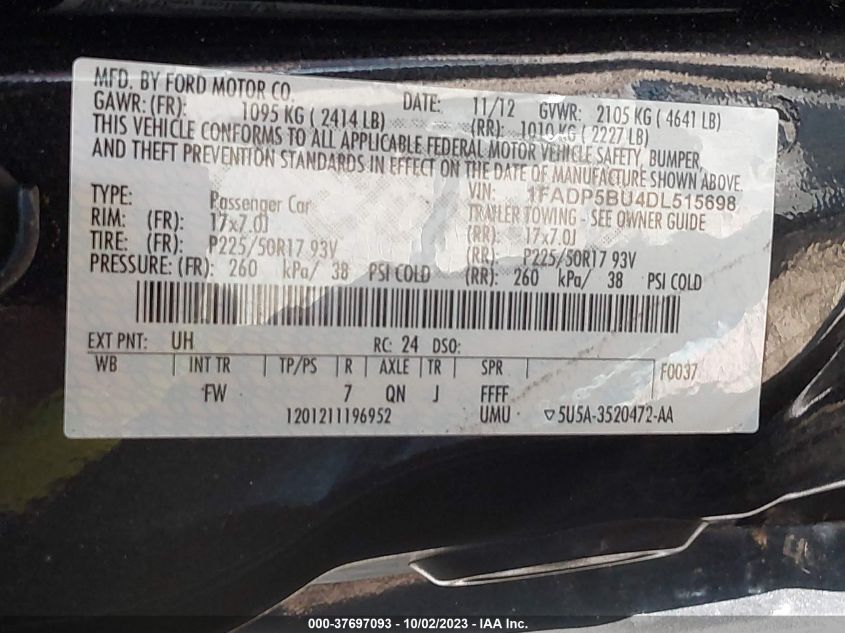 MFD. BY FORD MOTOR CO.
DATE: 11/12 GVWR: 2105 KG ( 4641 LB)
GAWR: (FR): 1095 KG ( 2414 LB) (RR): 1010 KG ( 2227 LB)
THIS VEHICLE CONFORMS TO ALL APPLICABLE FEDERAL MOTOR VEHICLE SAFETY, BUMPER,
AND THEFT PREVENTION STANDARDS IN EFFECT ON THE DATE OF MANUFACTURE SHOWN ABOVE.
VIN: 1FADP5BU4DL515698
TYPE: Passenger Car TRAILER TOWING - SEE OWNER GUIDE
RIM: (FR): 17x7.0J (RR): 17x7.0J
TIRE: (FR): P225/50R17 93V (RR): P225/50R17 93V
PRESSURE: (FR): 260 kPa/ 38 PSI COLD (RR): 260 kPa/ 38 PSI COLD
EXT PNT: UH RC: 24 DSO:
WB INT TR TP/PS R AXLE TR SPR F0037
FW 7 QN J FFFF
1201211196952 UMU ▽5U5A-3520472-AA
000-37697093 - 10/02/2023 - IAA Inc.